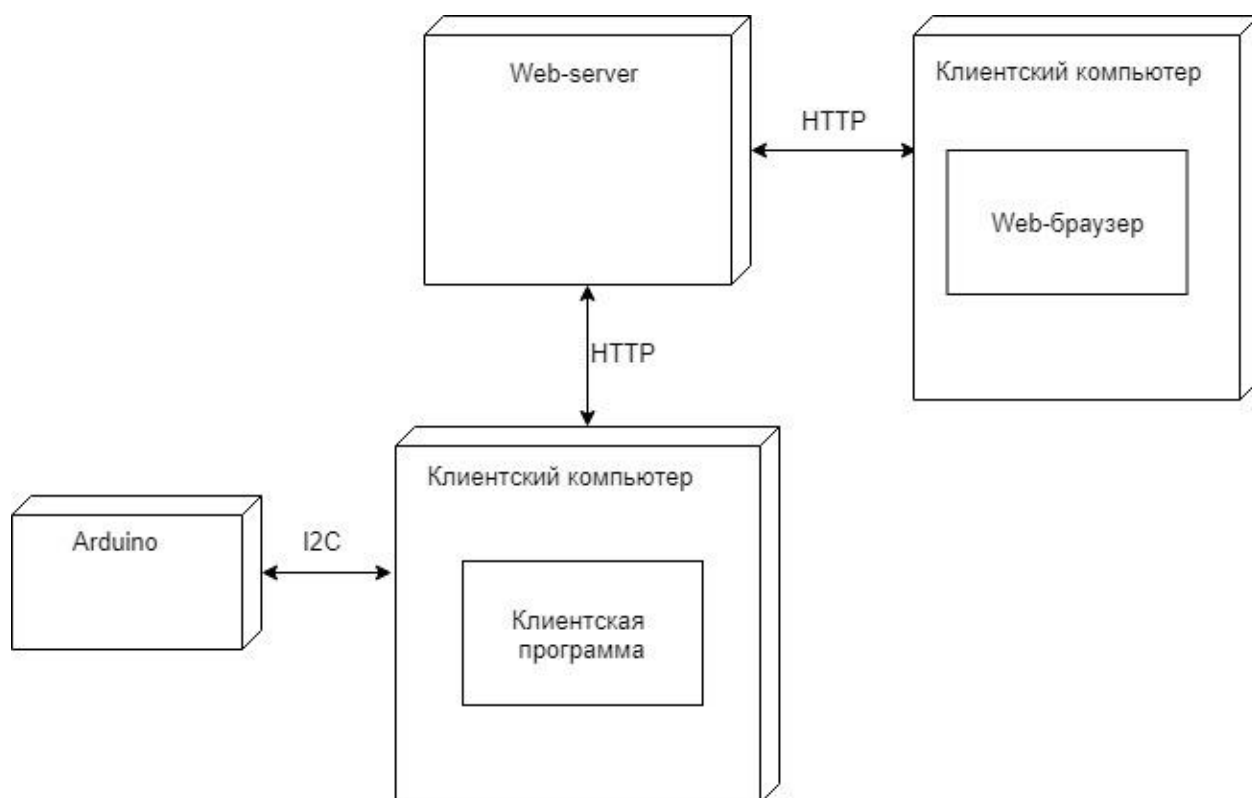 Web-server
Клиентский компьютер
HTTP
Web-браузер
HTTP
Клиентский компьютер
Arduino
I2C
Клиентская
программа